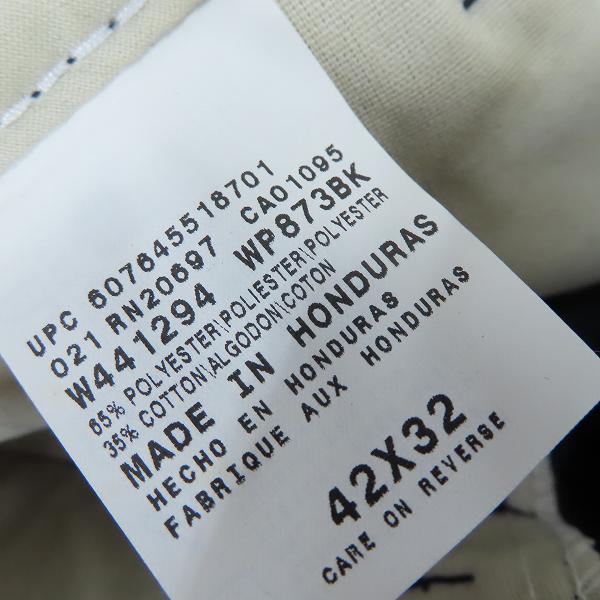 UPC 607645518701
021 RN20697 CA01095
W441294 WP873BK
65% POLYESTER\POLIESTER\POLYESTER
35% COTTON\ALGODON\COTON
MADE IN HONDURAS
HECHO EN HONDURAS
FABRIQUE AUX HONDURAS
42X32
CARE ON REVERSE